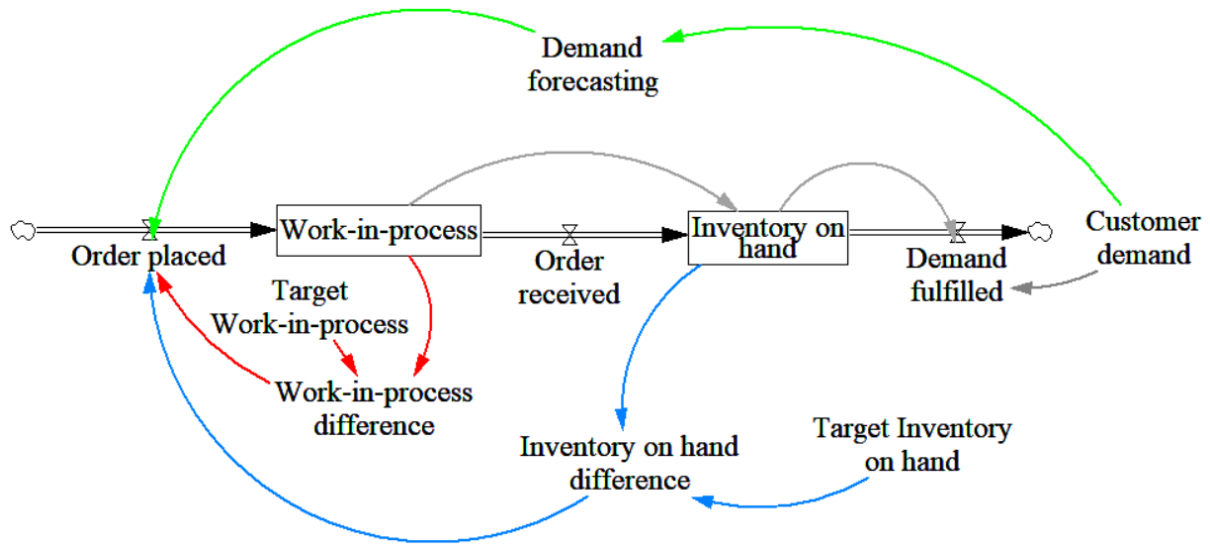 Demand
forecasting
Order placed
Work-in-process
Order
received
Inventory on
hand
Demand
fulfilled
Customer
demand
Target
Work-in-process
Work-in-process
difference
Inventory on hand
difference
Target Inventory
on hand